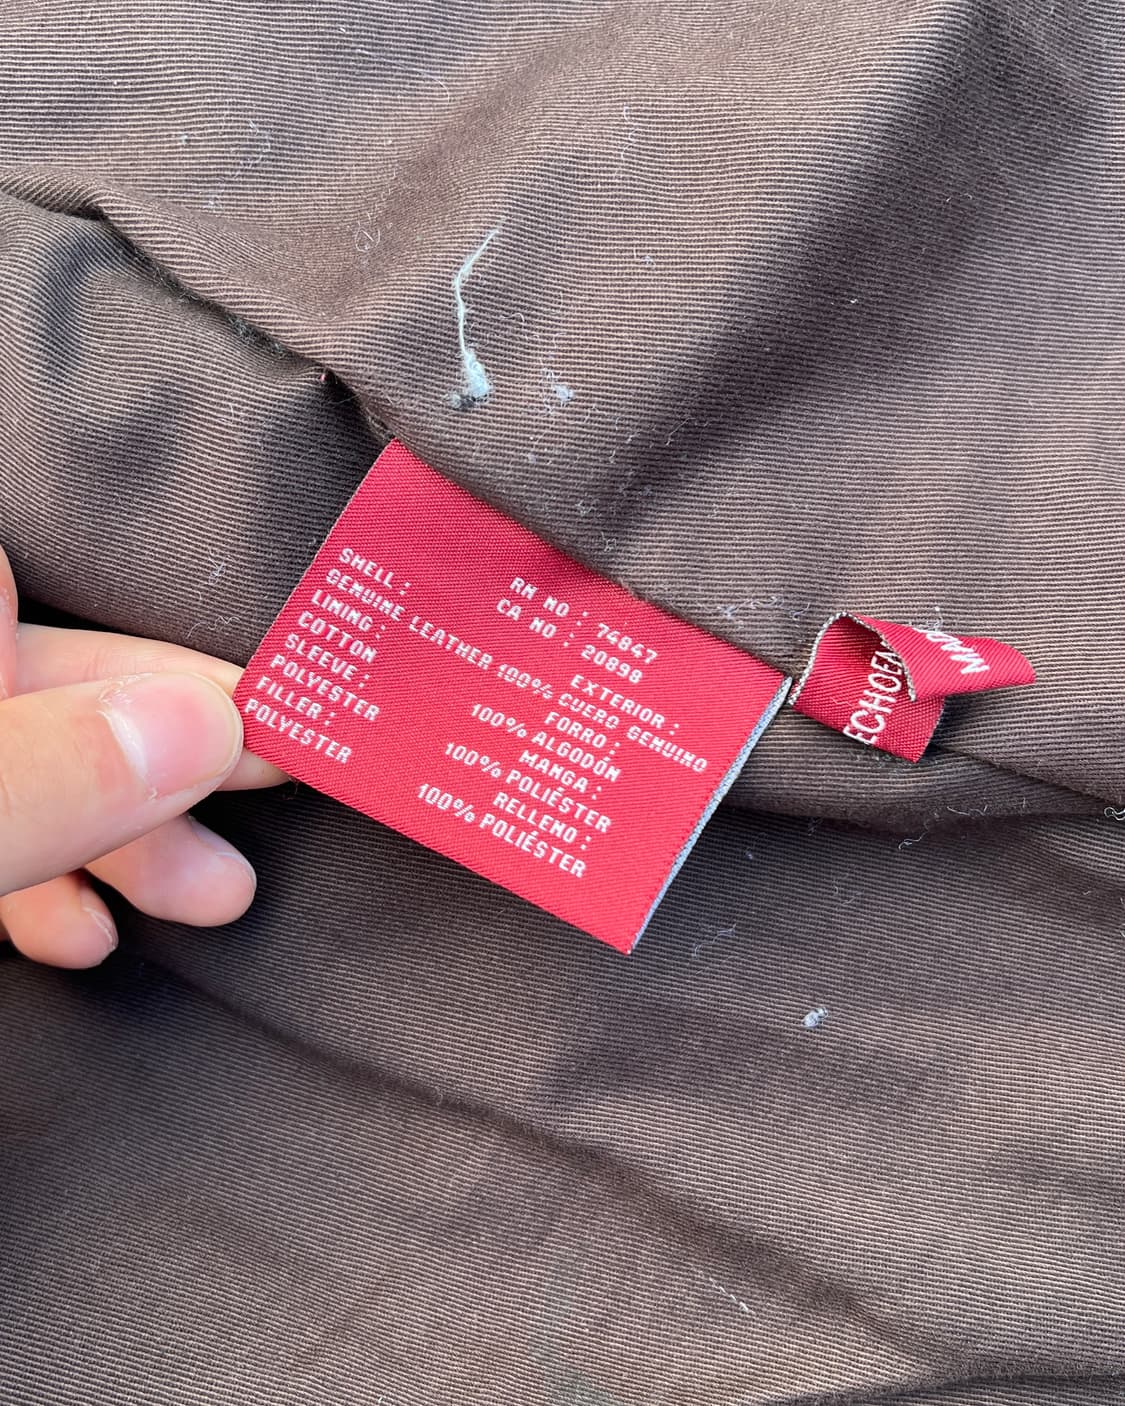 RN NO : 74847
CA NO : 20898
SHELL : EXTERIOR :
GENUINE LEATHER 100% CUERO GENUINO
LINING : FORRO :
COTTON 100% ALGODÓN
SLEEVE : MANGA :
POLYESTER 100% POLIÉSTER
FILLER : RELLENO :
POLYESTER 100% POLIÉSTER